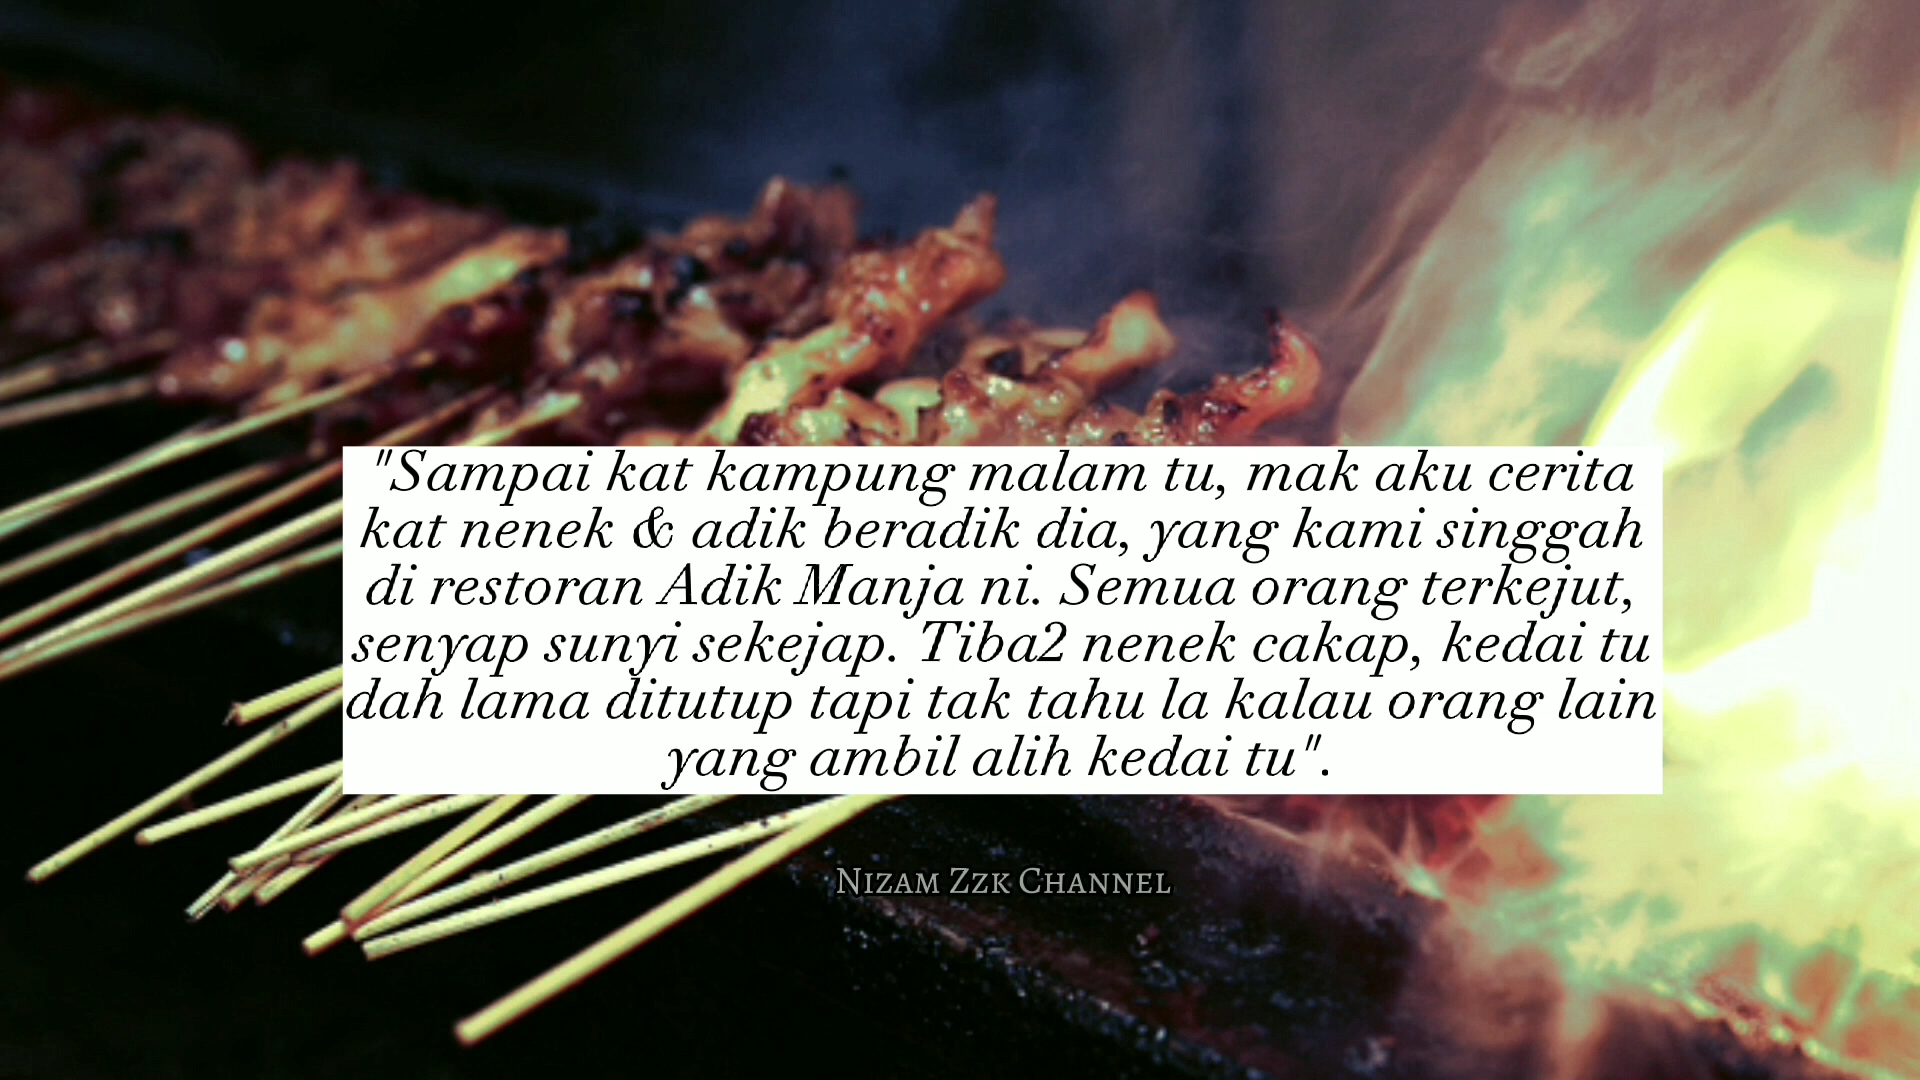 "Sampai kat kampung malam tu, mak aku cerita
kat nenek & adik beradik dia, yang kami singgah
di restoran Adik Manja ni. Semua orang terkejut,
senyap sunyi sekejap. Tiba2 nenek cakap, kedai tu
dah lama ditutup tapi tak tahu la kalau orang lain
yang ambil alih kedai tu".
Nizam Zzk Channel